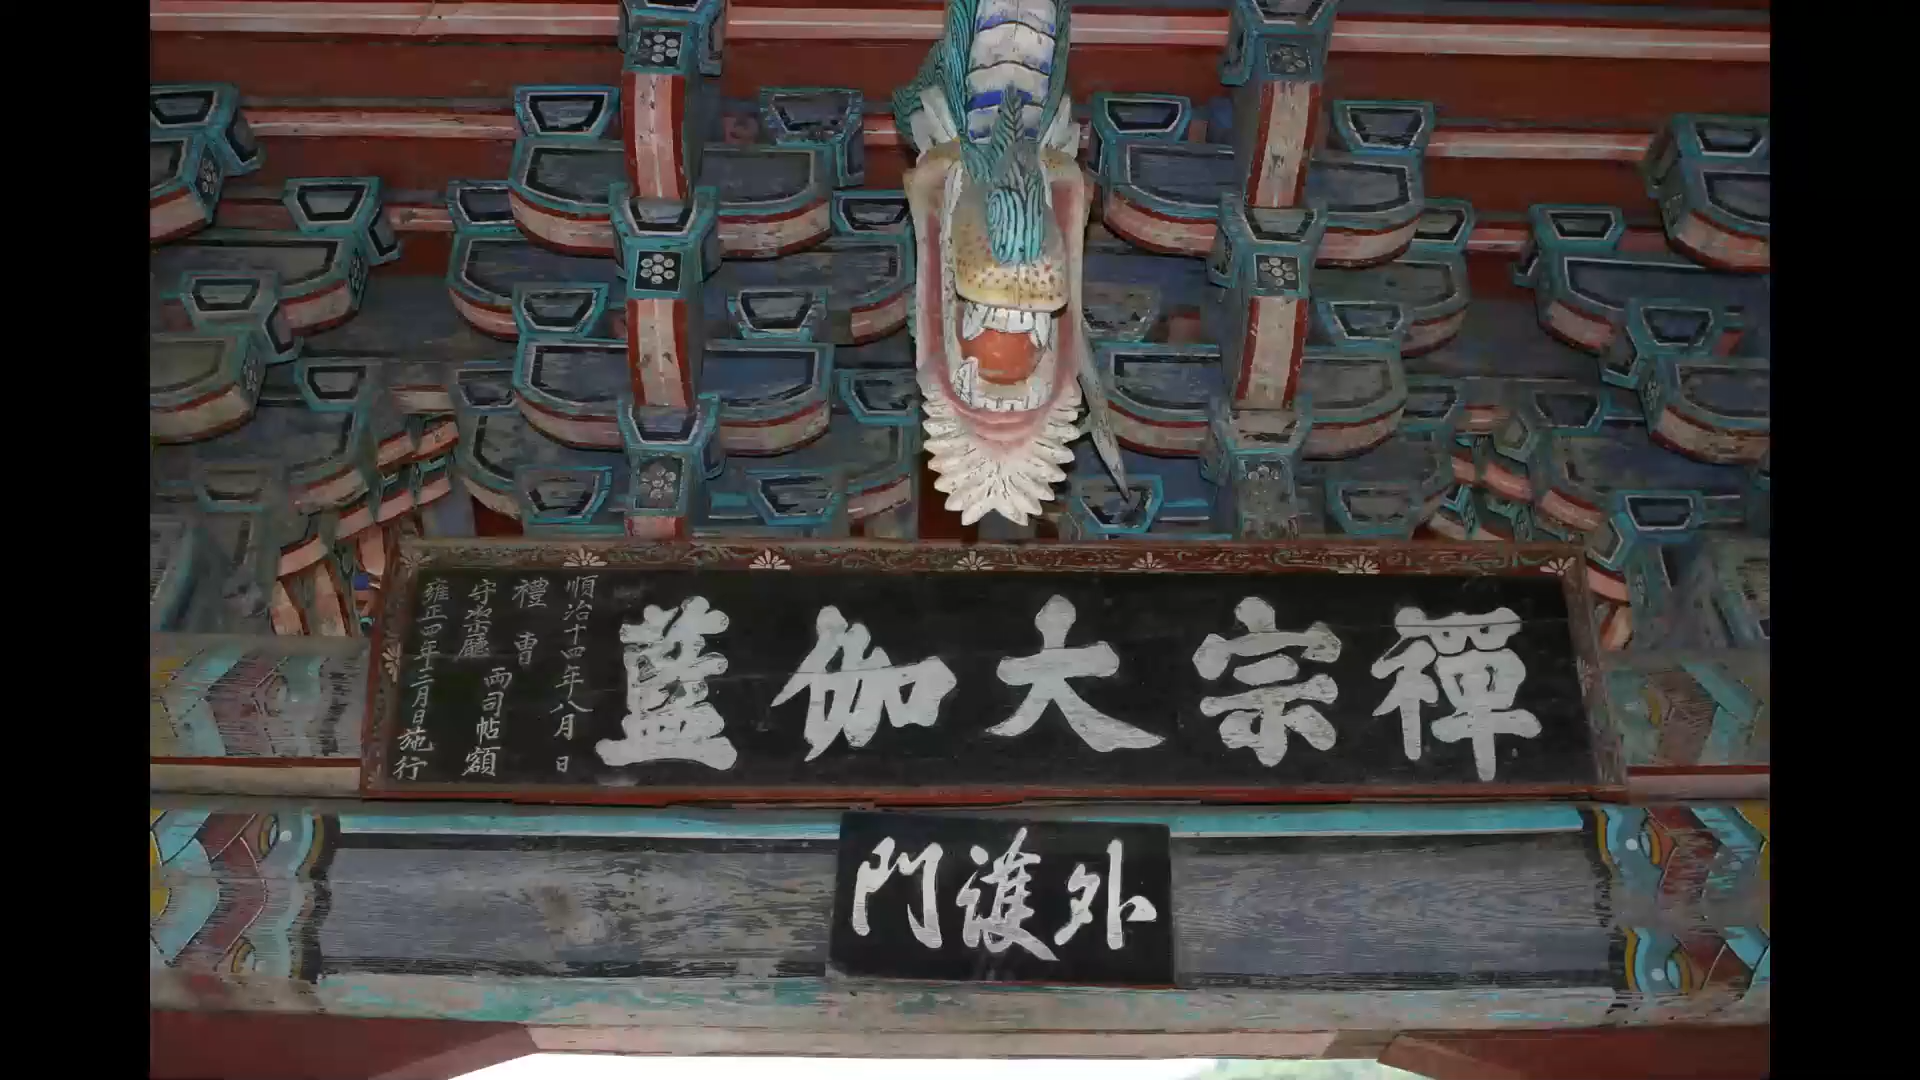 禪宗大伽藍
順治十四年八月 日
禮曹
守禦廳
兩司帖額
雍正四年十二月日施行
外護門